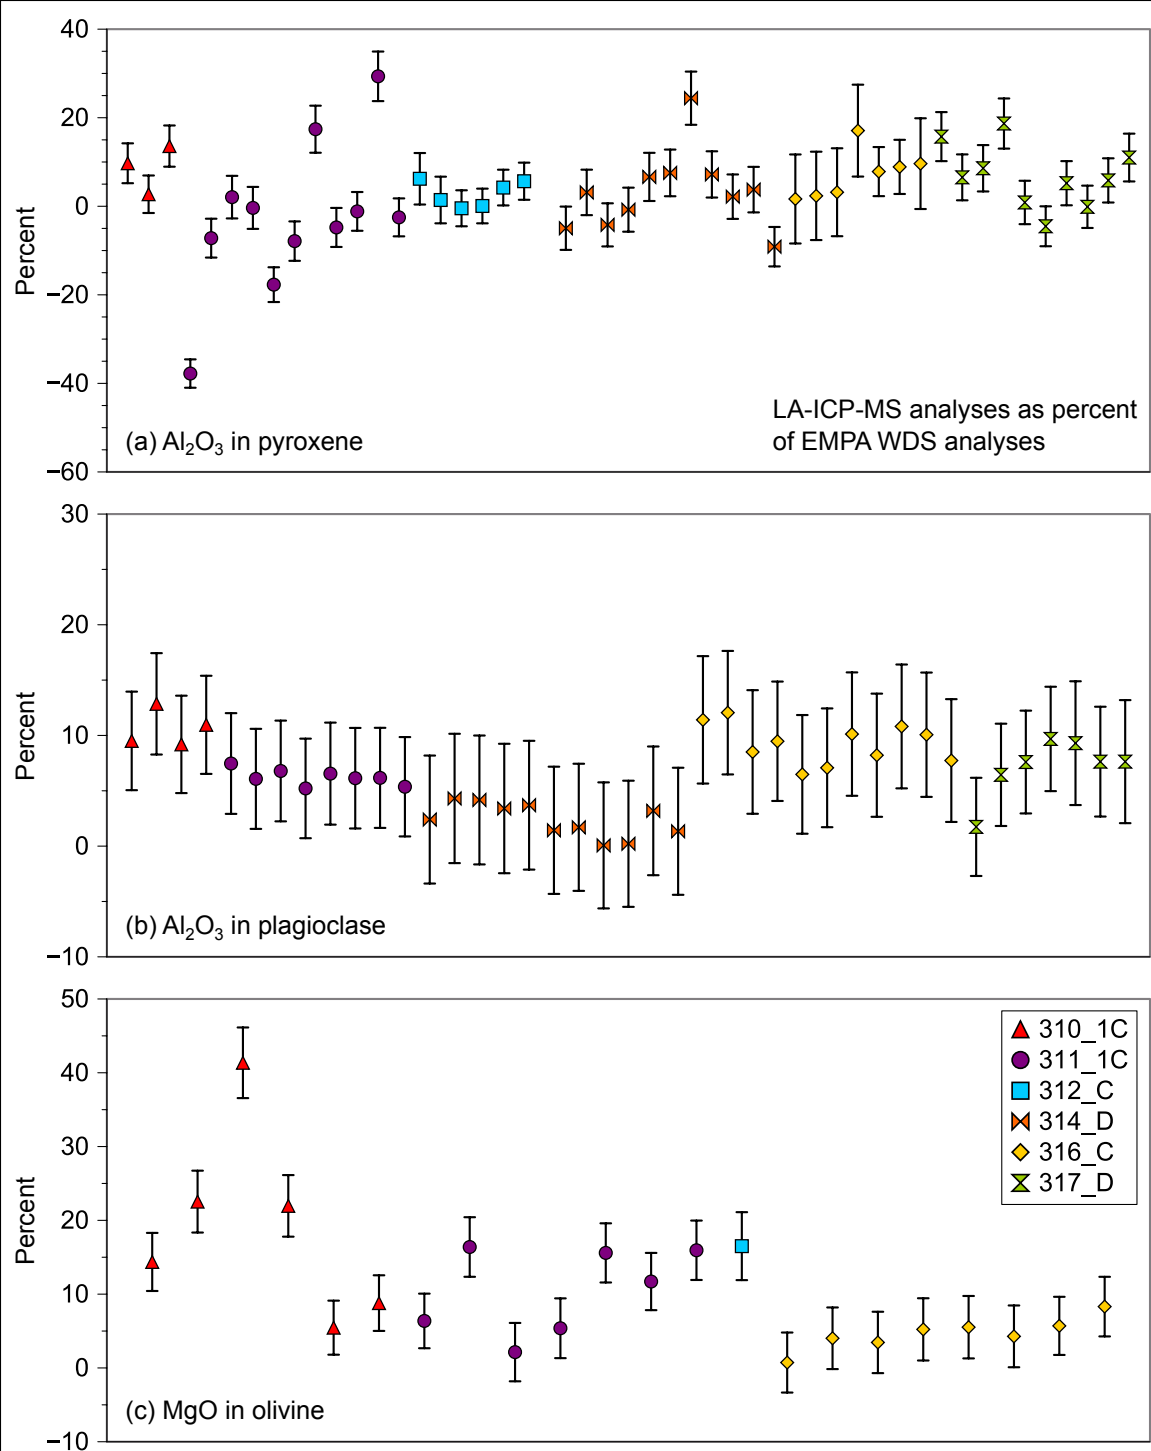 40
20
0
−20
−40
−60
Percent
(a) Al₂O₃ in pyroxene
LA-ICP-MS analyses as percent
of EMPA WDS analyses
30
20
10
0
−10
Percent
(b) Al₂O₃ in plagioclase
50
40
30
20
10
0
−10
Percent
(c) MgO in olivine
310_1C
311_1C
312_C
314_D
316_C
317_D